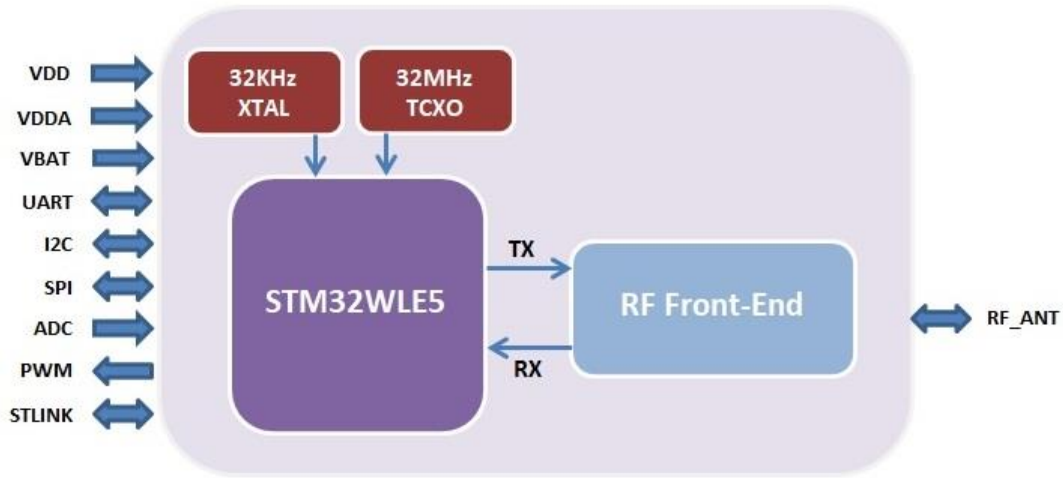 VDD
VDDA
VBAT
UART
I2C
SPI
ADC
PWM
STLINK
32KHz
XTAL
32MHz
TCXO
STM32WLE5
TX
RX
RF Front-End
RF_ANT